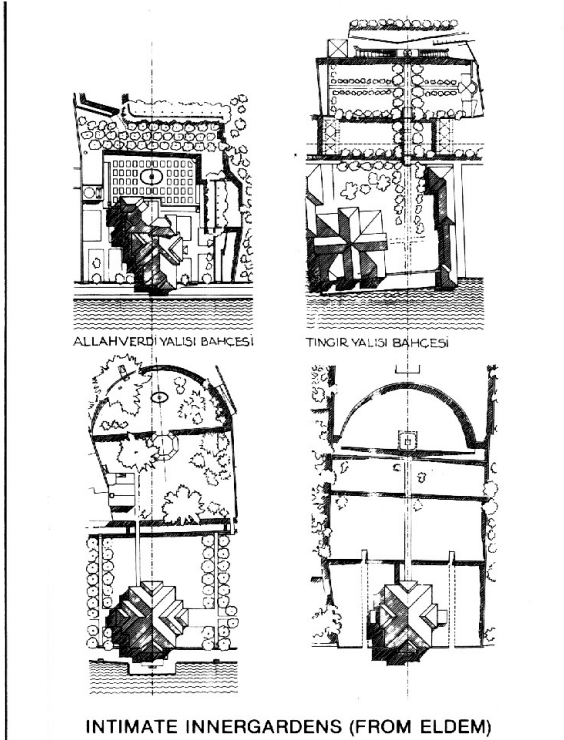 ALLAHVERDİ YALISI BAHÇESİ
TINGIR YALISI BAHÇESİ
INTIMATE INNERGARDENS (FROM ELDEM)